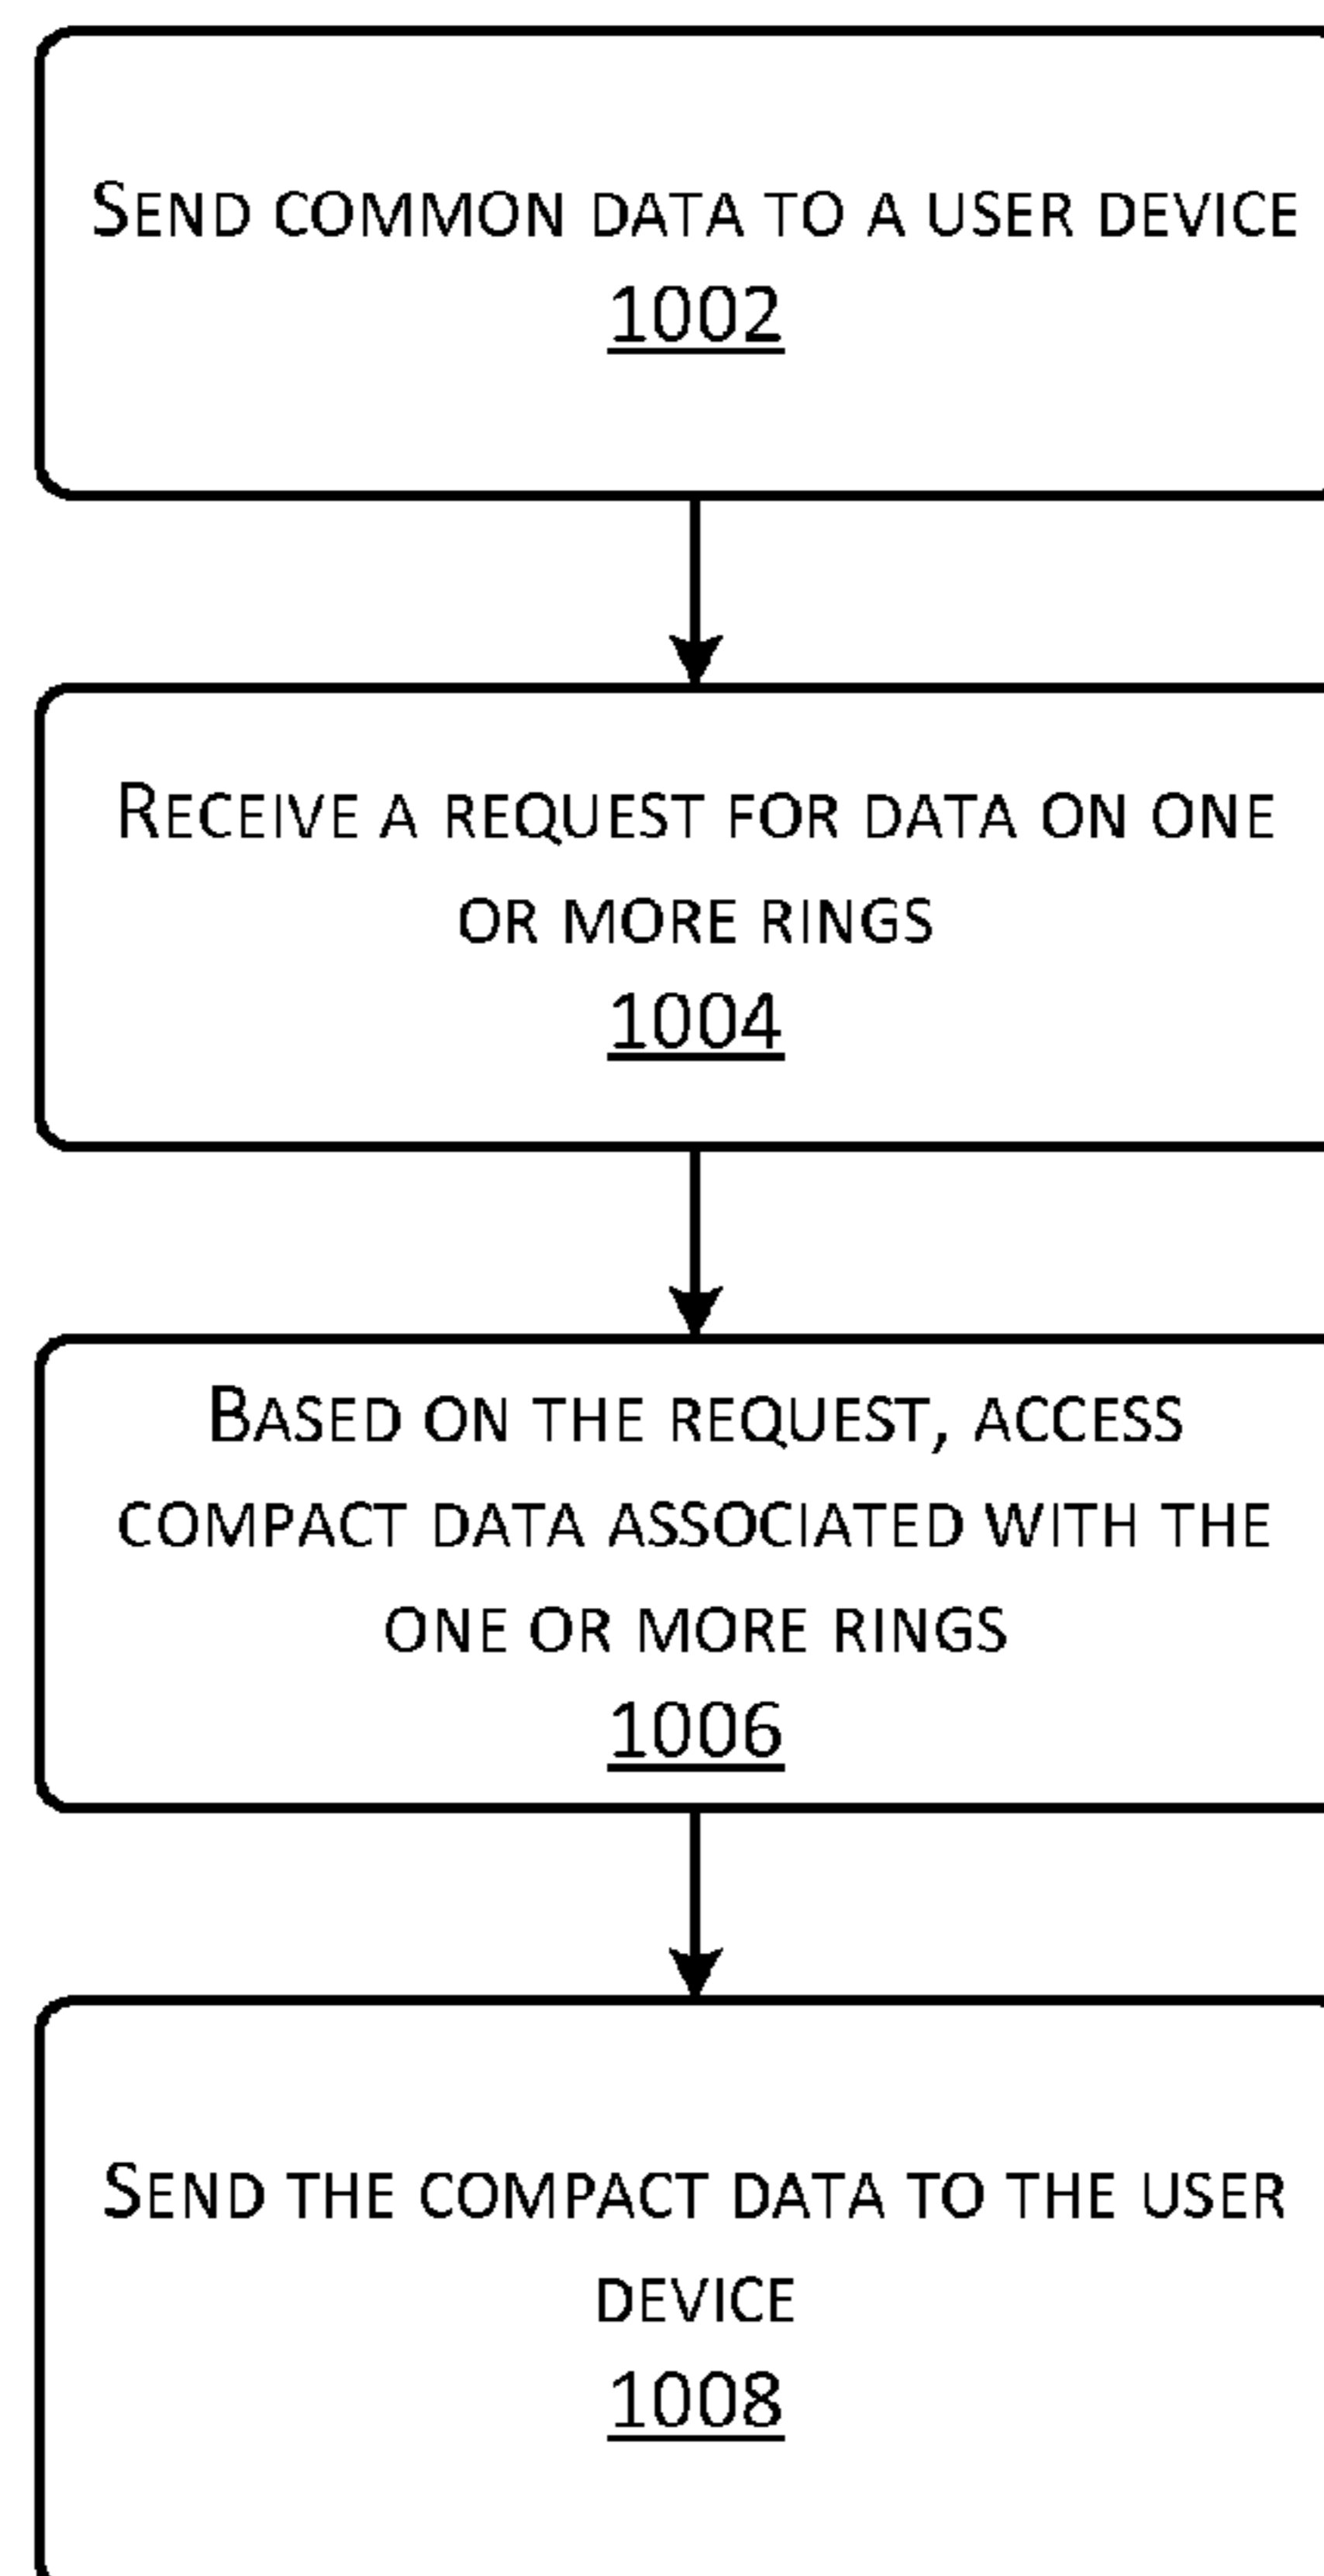 SEND COMMON DATA TO A USER DEVICE
1002
RECEIVE A REQUEST FOR DATA ON ONE
OR MORE RINGS
1004
BASED ON THE REQUEST, ACCESS
COMPACT DATA ASSOCIATED WITH THE
ONE OR MORE RINGS
1006
SEND THE COMPACT DATA TO THE USER
DEVICE
1008